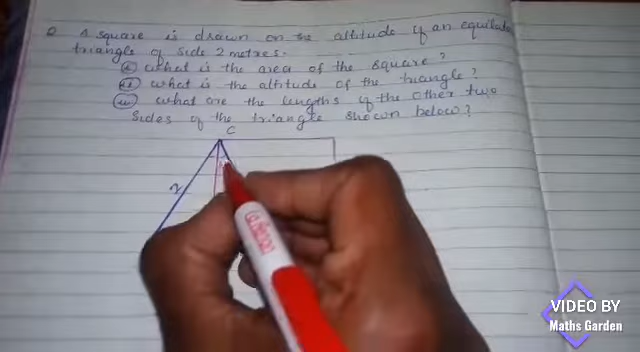 Q A square is drawn on the altitude of an equilate
triangle of side 2 metres.
(i) what is the area of the square?
(ii) what is the altitude of the triangle?
(iii) what are the lengths of the other two
sides of the triangle shown below?
C
2
VIDEO BY
Maths Garden